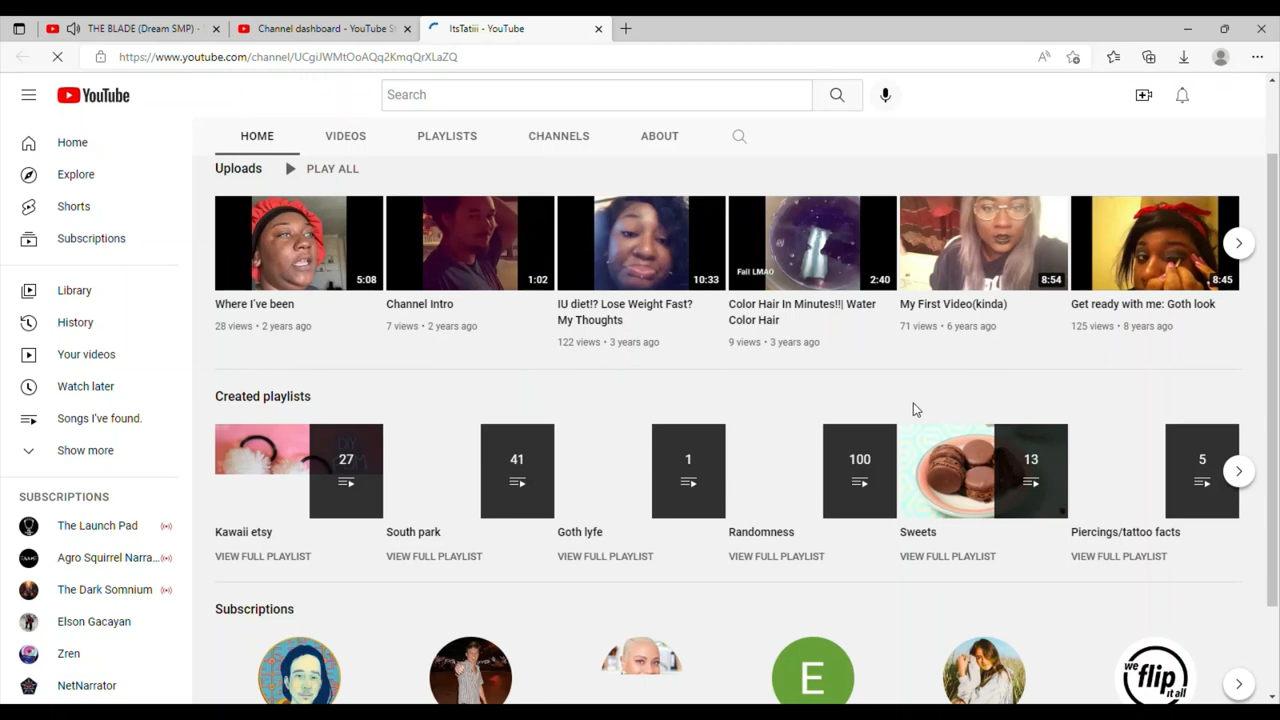 THE BLADE (Dream SMP) -
Channel dashboard - YouTube S
ItsTatiii - YouTube
https://www.youtube.com/channel/UCgiJWMtOoAQq2KmqQrXLaZQ
YouTube
Search
HOME VIDEOS PLAYLISTS CHANNELS ABOUT
Home
Explore
Shorts
Subscriptions
Library
History
Your videos
Watch later
Songs I've found.
Show more
SUBSCRIPTIONS
The Launch Pad
Agro Squirrel Narra...
The Dark Somnium
Elson Gacayan
Zren
NetNarrator
Uploads PLAY ALL
5:08
1:02
10:33
Fail LMAO
2:40
8:54
8:45
Where I've been
28 views • 2 years ago
Channel Intro
7 views • 2 years ago
IU diet!? Lose Weight Fast?
My Thoughts
122 views • 3 years ago
Color Hair In Minutes!!| Water
Color Hair
9 views • 3 years ago
My First Video(kinda)
71 views • 6 years ago
Get ready with me: Goth look
125 views • 8 years ago
Created playlists
27
41
1
100
13
5
Kawaii etsy
VIEW FULL PLAYLIST
South park
VIEW FULL PLAYLIST
Goth lyfe
VIEW FULL PLAYLIST
Randomness
VIEW FULL PLAYLIST
Sweets
VIEW FULL PLAYLIST
Piercings/tattoo facts
VIEW FULL PLAYLIST
Subscriptions
E
we
flip
it all